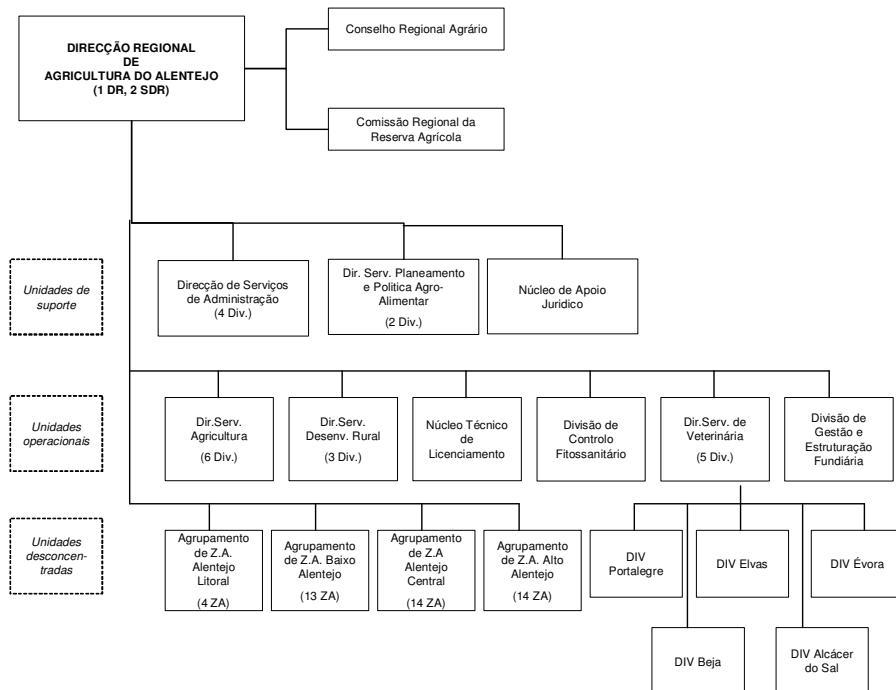 DIRECÇÃO REGIONAL
DE
AGRICULTURA DO ALENTEJO
(1 DR, 2 SDR)
Conselho Regional Agrário
Comissão Regional da
Reserva Agrícola
Unidades de
suporte
Direcção de Serviços
de Administração
(4 Div.)
Dir. Serv. Planeamento
e Politica Agro-
Alimentar
(2 Div.)
Núcleo de Apoio
Juridico
Unidades
operacionais
Dir.Serv.
Agricultura
(6 Div.)
Dir.Serv.
Desenv. Rural
(3 Div.)
Núcleo Técnico
de
Licenciamento
Divisão de
Controlo
Fitossanitário
Dir.Serv. de
Veterinária
(5 Div.)
Divisão de
Gestão e
Estruturação
Fundiária
Unidades
desconcen-
tradas
Agrupamento
de Z.A.
Alentejo
Litoral
(4 ZA)
Agrupamento
de Z.A. Baixo
Alentejo
(13 ZA)
Agrupamento
de Z.A
Alentejo
Central
(14 ZA)
Agrupamento
de Z.A. Alto
Alentejo
(14 ZA)
DIV
Portalegre
DIV Elvas
DIV Évora
DIV Beja
DIV Alcácer
do Sal